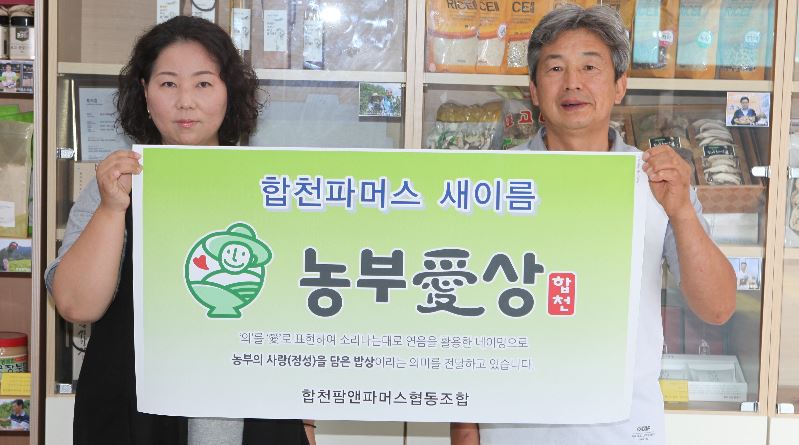 RICE
RICE
합천파머스 새이름
농부愛상
합천
'의'를 '愛'로 표현하여 소리나는대로 연음을 활용한 네이밍으로
농부의 사랑(정성)을 담은 밥상이라는 의미를 전달하고 있습니다.
합천팜앤파머스협동조합